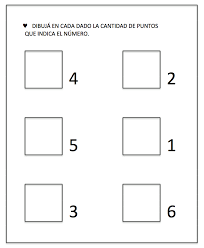 ♥ DIBUJÁ EN CADA DADO LA CANTIDAD DE PUNTOS
QUE INDICA EL NÚMERO.
4 2
5 1
3 6